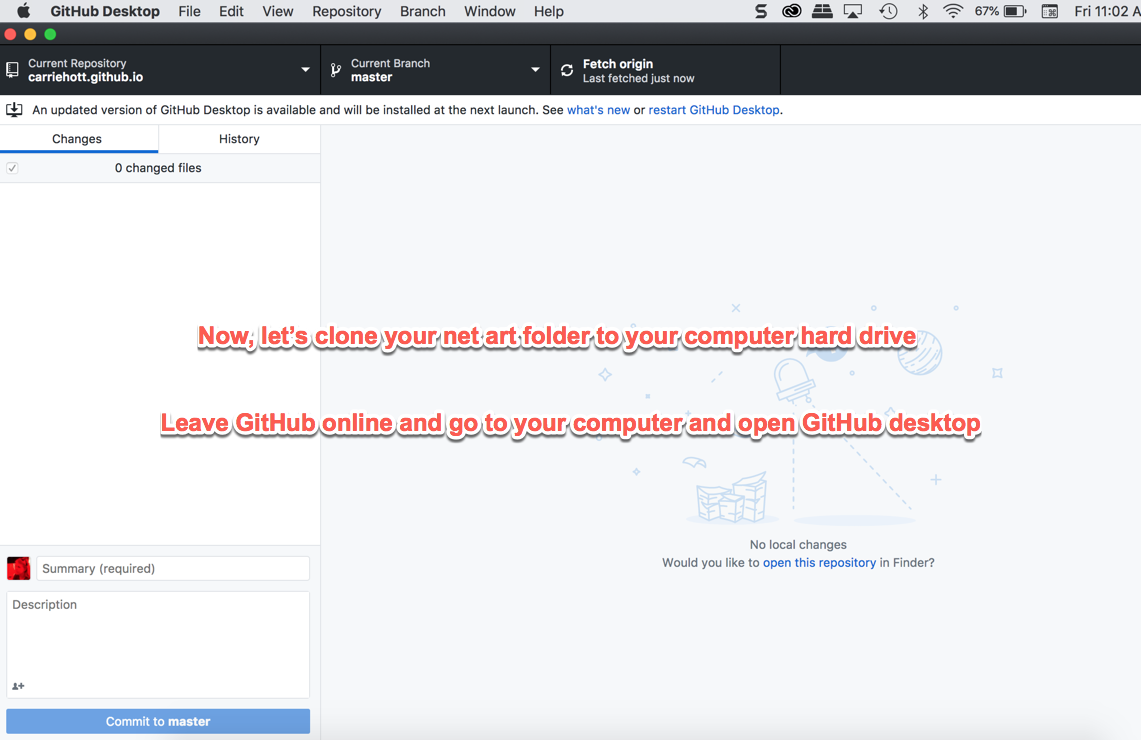 GitHub Desktop File Edit View Repository Branch Window Help 67% Fri 11:02 A
Current Repository
carriehott.github.io
Current Branch
master
Fetch origin
Last fetched just now
An updated version of GitHub Desktop is available and will be installed at the next launch. See what's new or restart GitHub Desktop.
Changes
History
0 changed files
Now, let’s clone your net art folder to your computer hard drive
Leave GitHub online and go to your computer and open GitHub desktop
No local changes
Would you like to open this repository in Finder?
Summary (required)
Description
Commit to master